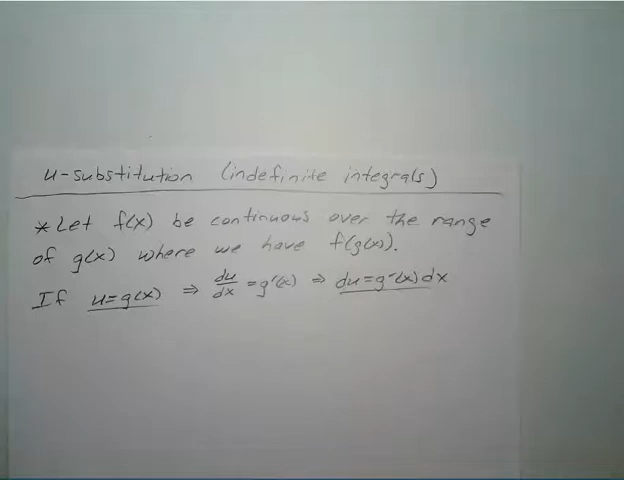 u-substitution (indefinite integrals)
* Let f(x) be continuous over the range
of g(x) where we have f(g(x)).
If u=g(x) ⇒ du/dx = g'(x) ⇒ du=g'(x)dx